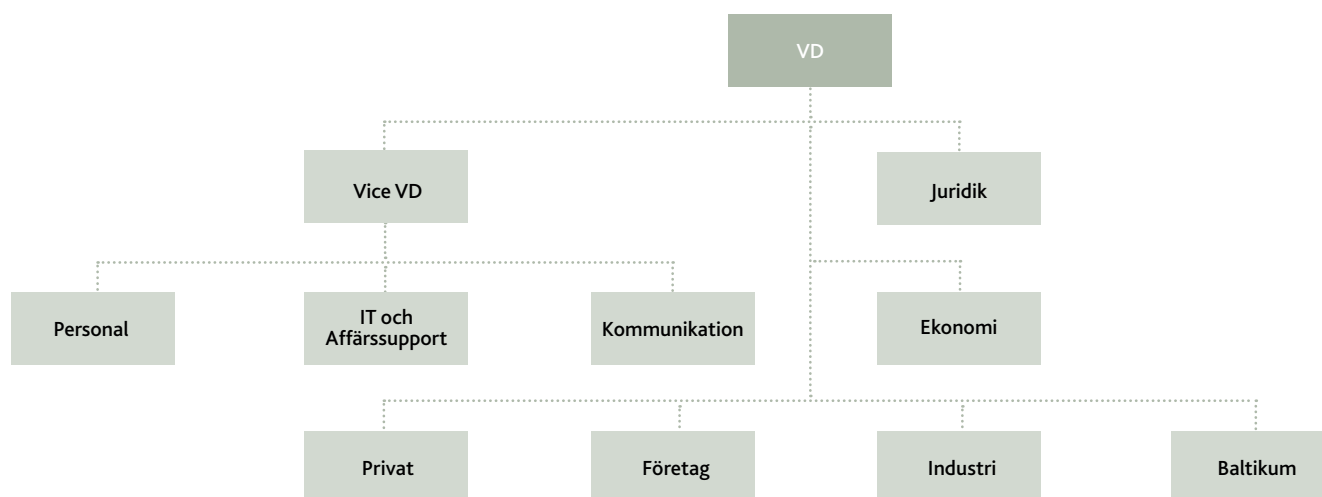 VD
Vice VD
Juridik
Personal
IT och
Affärssupport
Kommunikation
Ekonomi
Privat
Företag
Industri
Baltikum